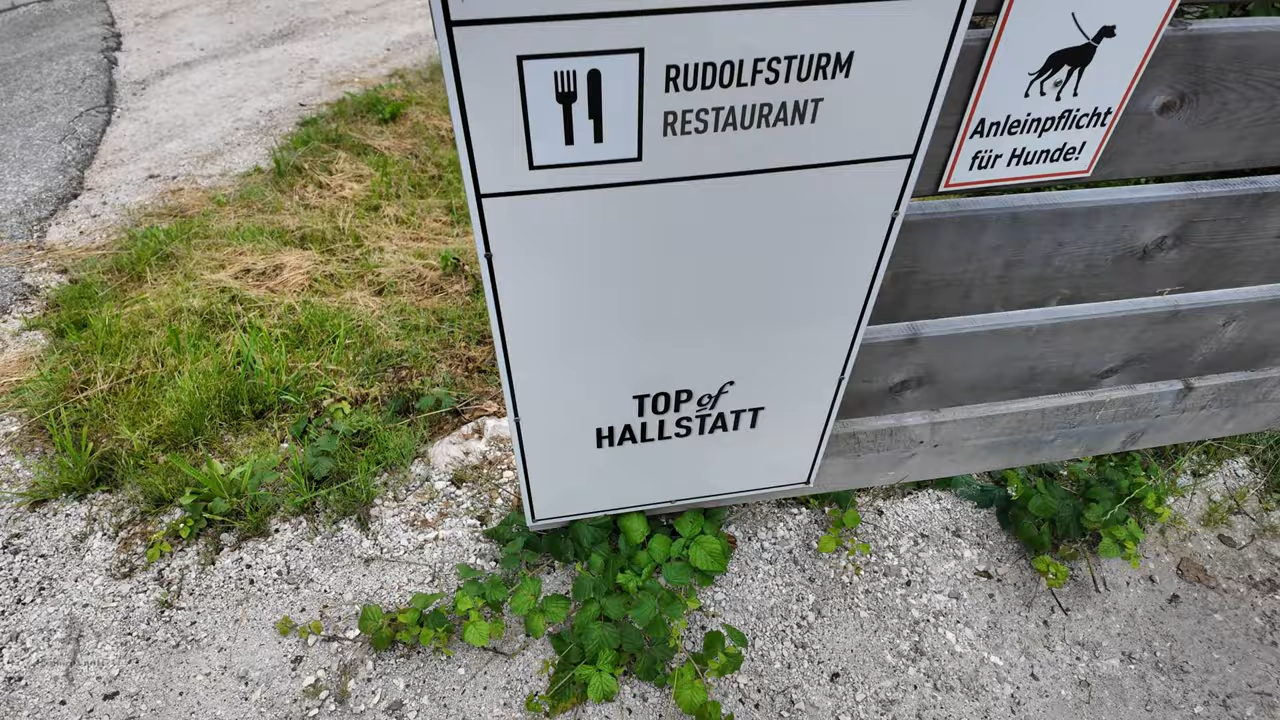 RUDOLFSTURM
RESTAURANT
Anleinpflicht
für Hunde!
TOP of
HALLSTATT